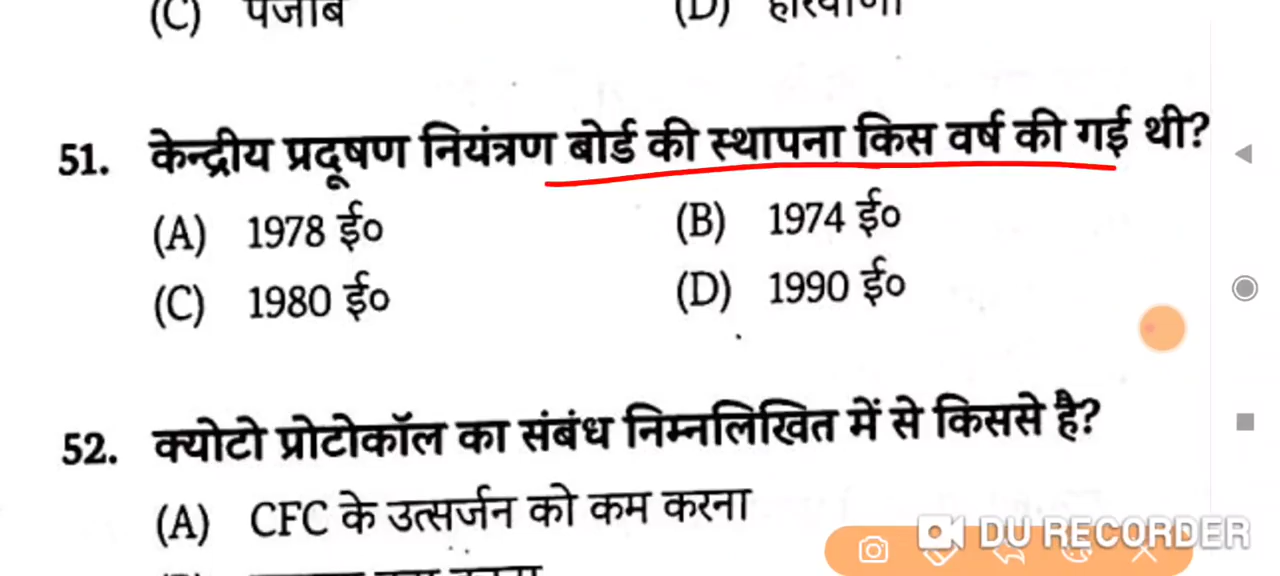 (C) पंजाब (D) हरियाणा
51. केन्द्रीय प्रदूषण नियंत्रण बोर्ड की स्थापना किस वर्ष की गई थी?
(A) 1978 ई० (B) 1974 ई०
(C) 1980 ई० (D) 1990 ई०
52. क्योटो प्रोटोकॉल का संबंध निम्नलिखित में से किससे है?
(A) CFC के उत्सर्जन को कम करना
DU RECORDER